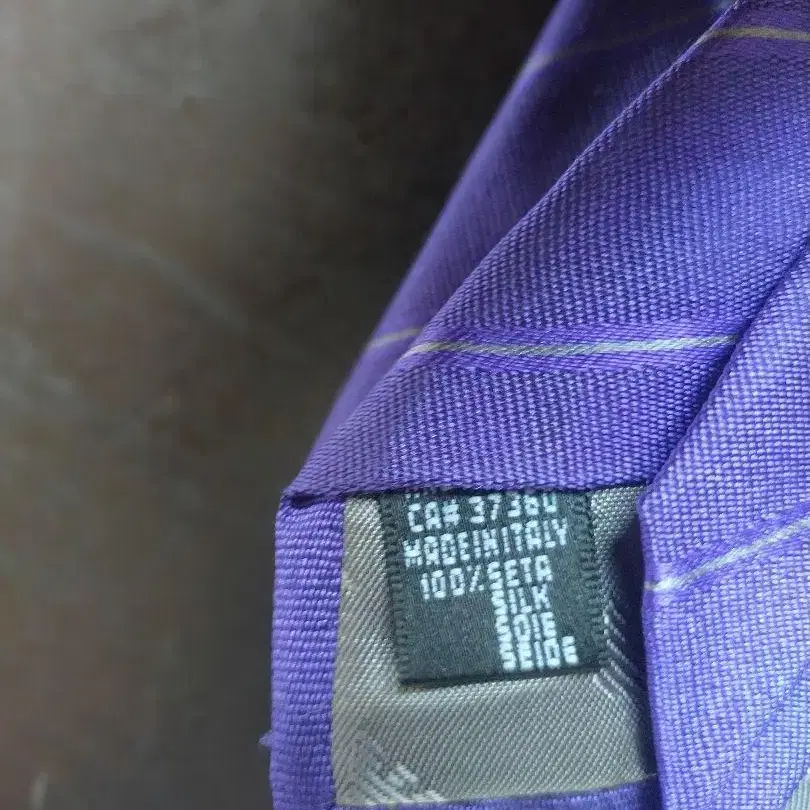 CA# 37360
MADE IN ITALY
100% SETA
SILK
SOIE
SEIDE